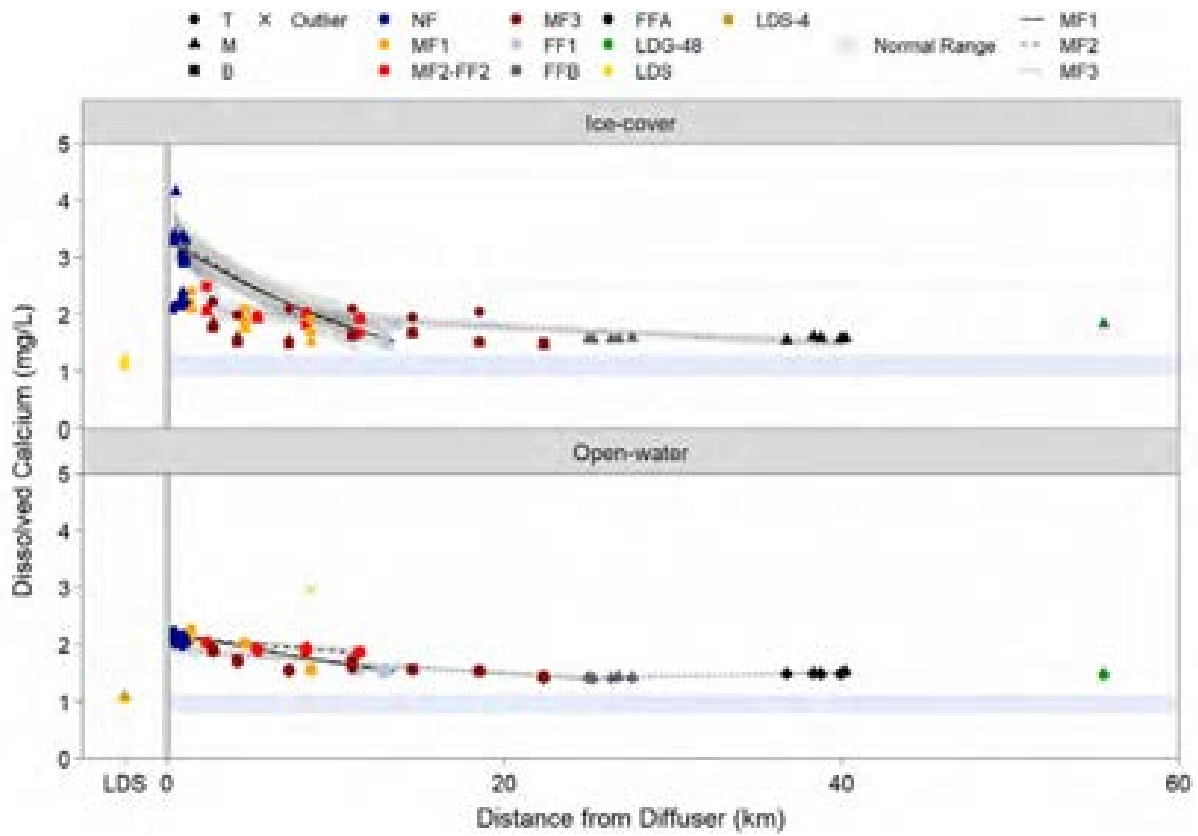 T × Outlier NF MF3 FFA LDS-4 MF1
M MF1 FF1 LDG-48 Normal Range MF2
B MF2-FF2 FFB LDS MF3
Ice-cover
5
4
3
2
1
0
Open-water
5
4
3
2
1
0
Dissolved Calcium (mg/L)
LDS 0 20 40 60
Distance from Diffuser (km)